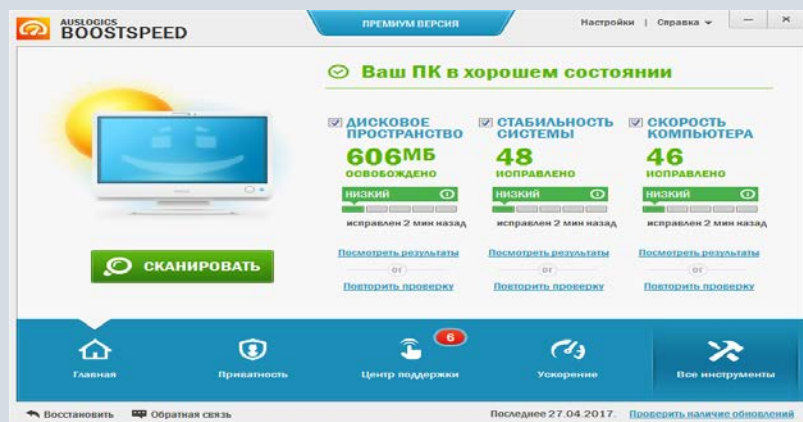 AUSLOGICS
BOOSTSPEED
ПРЕМИУМ ВЕРСИЯ
Настройки | Справка
Ваш ПК в хорошем состоянии
ДИСКОВОЕ ПРОСТРАНСТВО
606МБ
ОСВОБОЖДЕНО
НИЗКИЙ
исправлен 2 мин назад
Посмотреть результаты
or
Повторить проверку
СТАБИЛЬНОСТЬ СИСТЕМЫ
48
ИСПРАВЛЕНО
НИЗКИЙ
исправлен 2 мин назад
Посмотреть результаты
or
Повторить проверку
СКОРОСТЬ КОМПЬЮТЕРА
46
ИСПРАВЛЕНО
НИЗКИЙ
исправлен 2 мин назад
Посмотреть результаты
or
Повторить проверку
СКАНИРОВАТЬ
Главная
Приватность
6
Центр поддержки
Ускорение
Все инструменты
Восстановить
Обратная связь
Последнее 27.04.2017.
Проверить наличие обновлений